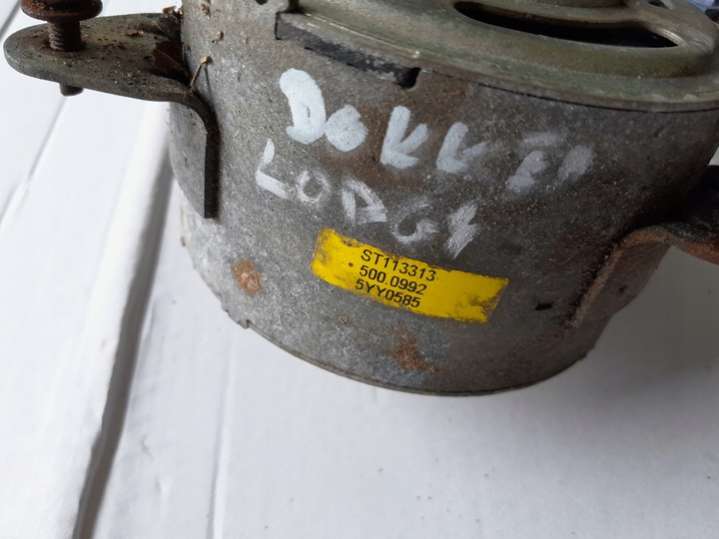 DOKKER
LODGY
ST113313
500.0992
5YY0585